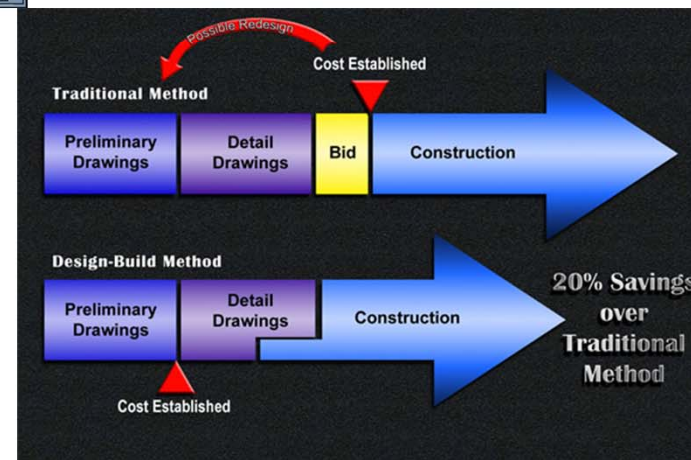 Possible Redesign
Cost Established
Traditional Method
Preliminary
Drawings
Detail
Drawings
Bid
Construction
Design-Build Method
Preliminary
Drawings
Detail
Drawings
Construction
Cost Established
20% Savings
over
Traditional
Method